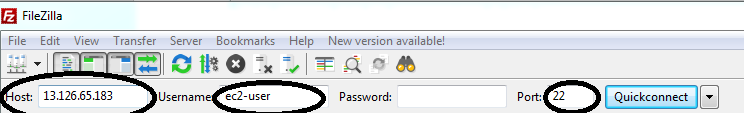 FZ FileZilla
File Edit View Transfer Server Bookmarks Help New version available!
Host: 13.126.65.183 Username: ec2-user Password: Port: 22 Quickconnect